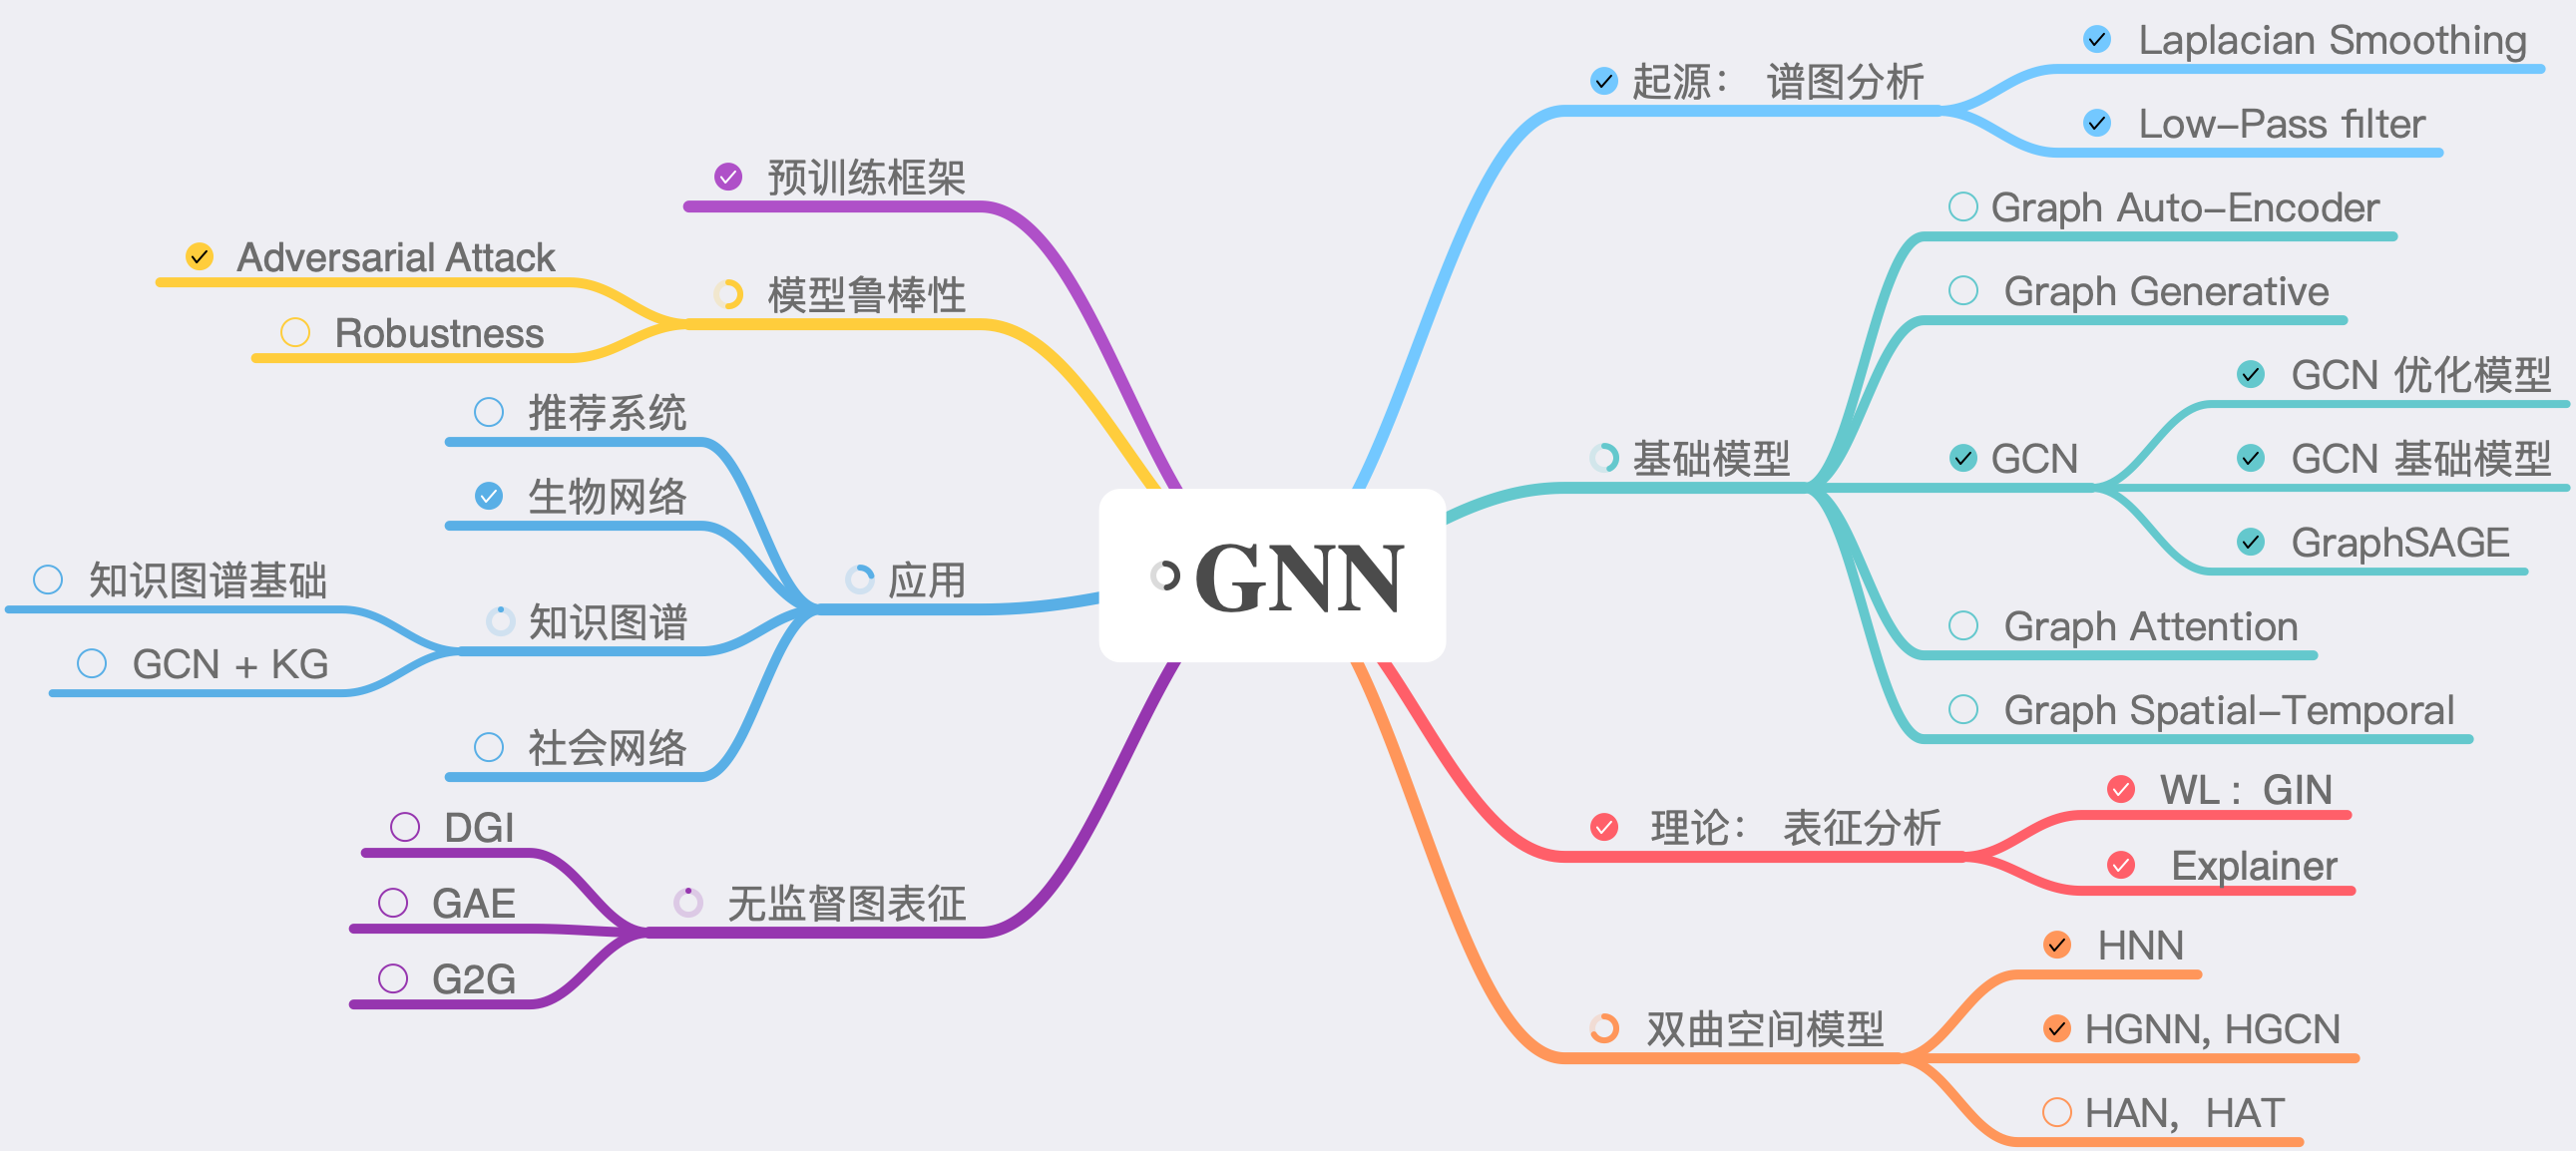 GNN
起源： 谱图分析
Laplacian Smoothing
Low-Pass filter
基础模型
Graph Auto-Encoder
Graph Generative
GCN
GCN 优化模型
GCN 基础模型
GraphSAGE
Graph Attention
Graph Spatial-Temporal
理论： 表征分析
WL： GIN
Explainer
双曲空间模型
HNN
HGNN, HGCN
HAN，HAT
预训练框架
模型鲁棒性
Adversarial Attack
Robustness
应用
推荐系统
生物网络
知识图谱
知识图谱基础
GCN + KG
社会网络
无监督图表征
DGI
GAE
G2G